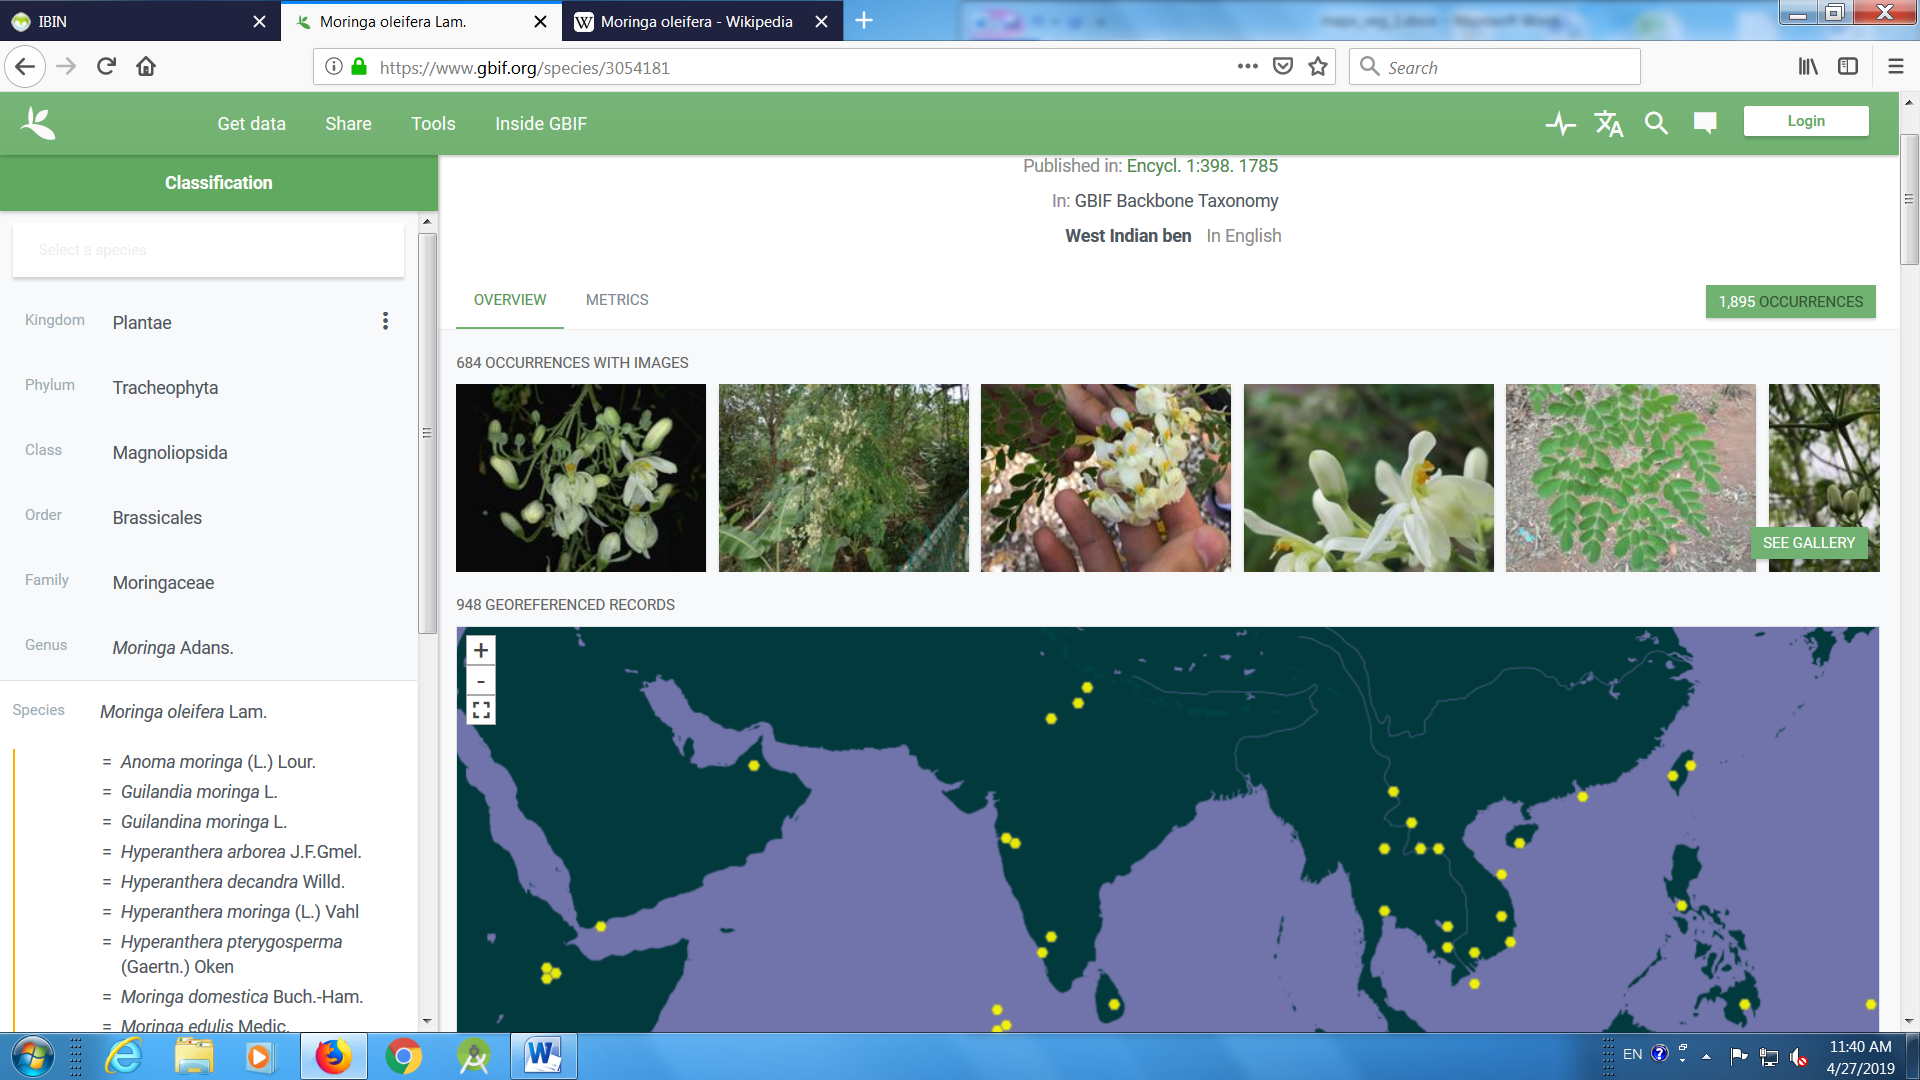 IBIN
Moringa oleifera Lam.
W Moringa oleifera - Wikipedia
https://www.gbif.org/species/3054181
Search
Get data Share Tools Inside GBIF
Login
Classification
Select a species
Kingdom Plantae
Phylum Tracheophyta
Class Magnoliopsida
Order Brassicales
Family Moringaceae
Genus Moringa Adans.
Species Moringa oleifera Lam.
= Anoma moringa (L.) Lour.
= Guilandia moringa L.
= Guilandina moringa L.
= Hyperanthera arborea J.F.Gmel.
= Hyperanthera decandra Willd.
= Hyperanthera moringa (L.) Vahl
= Hyperanthera pterygosperma
(Gaertn.) Oken
= Moringa domestica Buch.-Ham.
= Moringa edulis Medic.
Published in: Encycl. 1:398. 1785
In: GBIF Backbone Taxonomy
West Indian ben In English
OVERVIEW METRICS
1,895 OCCURRENCES
684 OCCURRENCES WITH IMAGES
SEE GALLERY
948 GEOREFERENCED RECORDS
+
-
EN
11:40 AM
4/27/2019